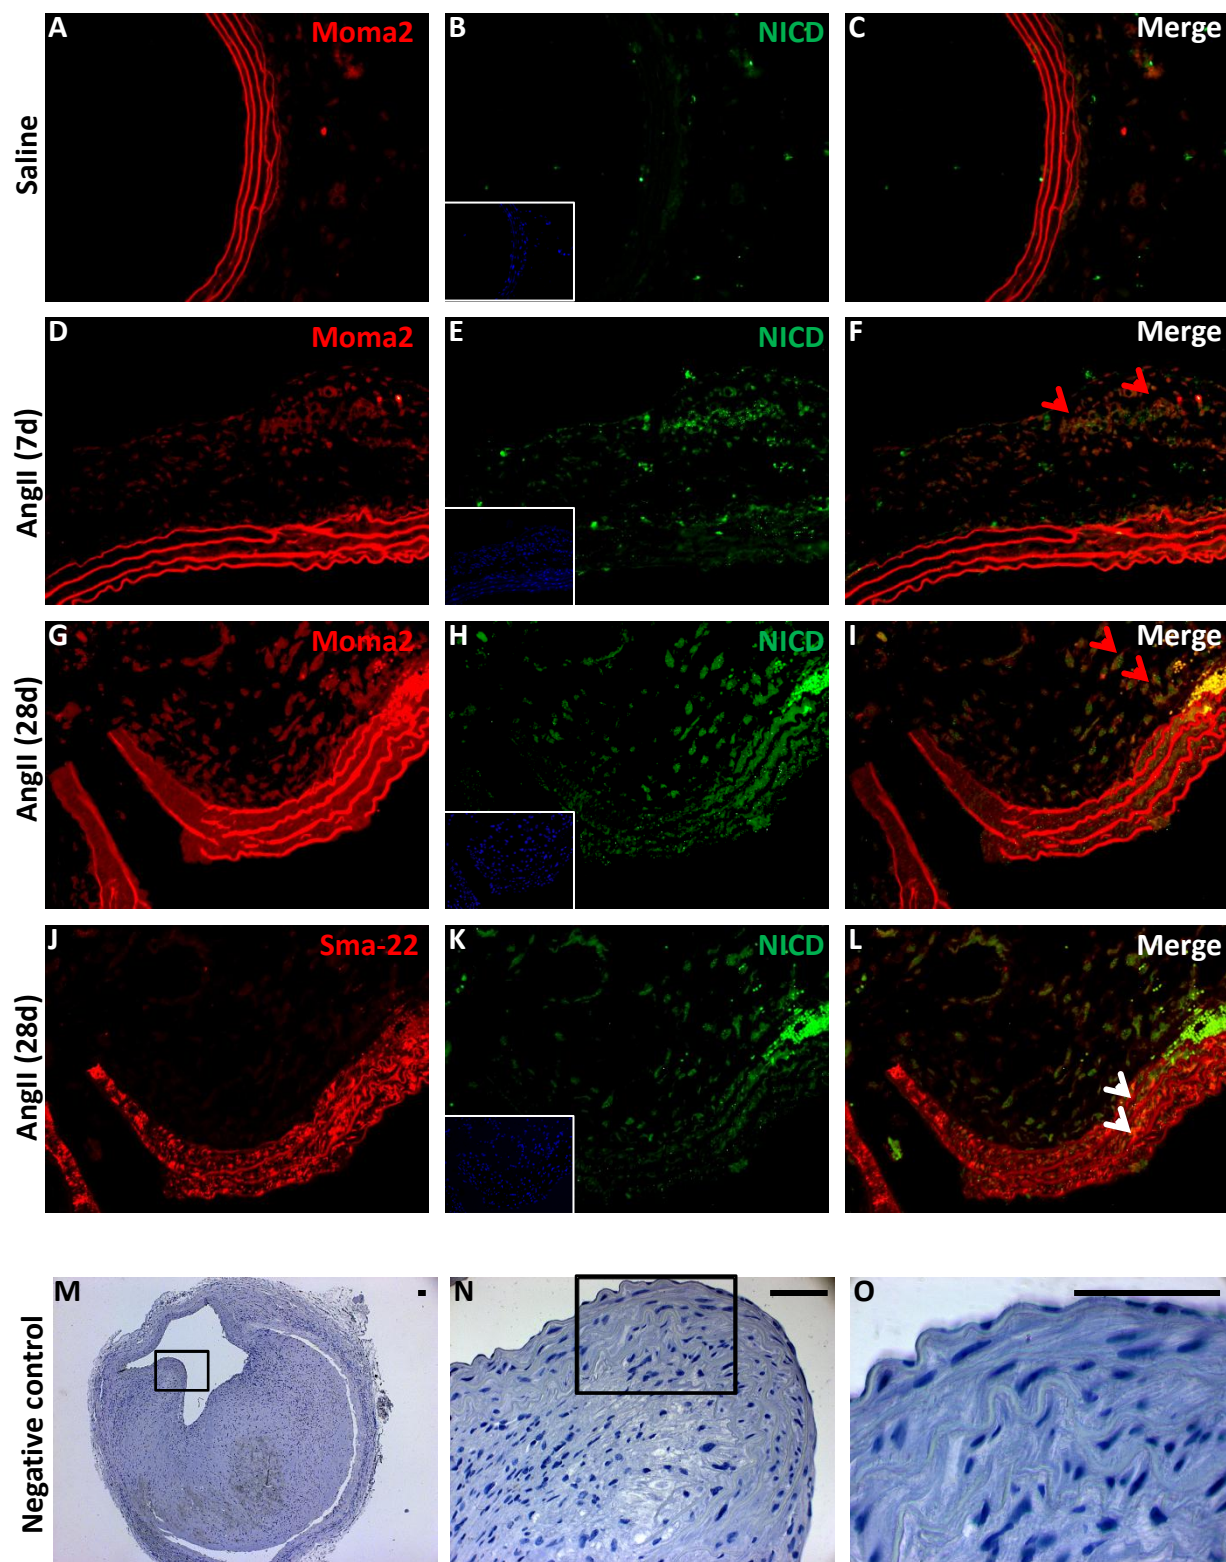 A Moma2 B NICD C Merge
Saline
D Moma2 E NICD F Merge
AngII (7d)
G Moma2 H NICD I Merge
AngII (28d)
J Sma-22 K NICD L Merge
AngII (28d)
M N O
Negative control